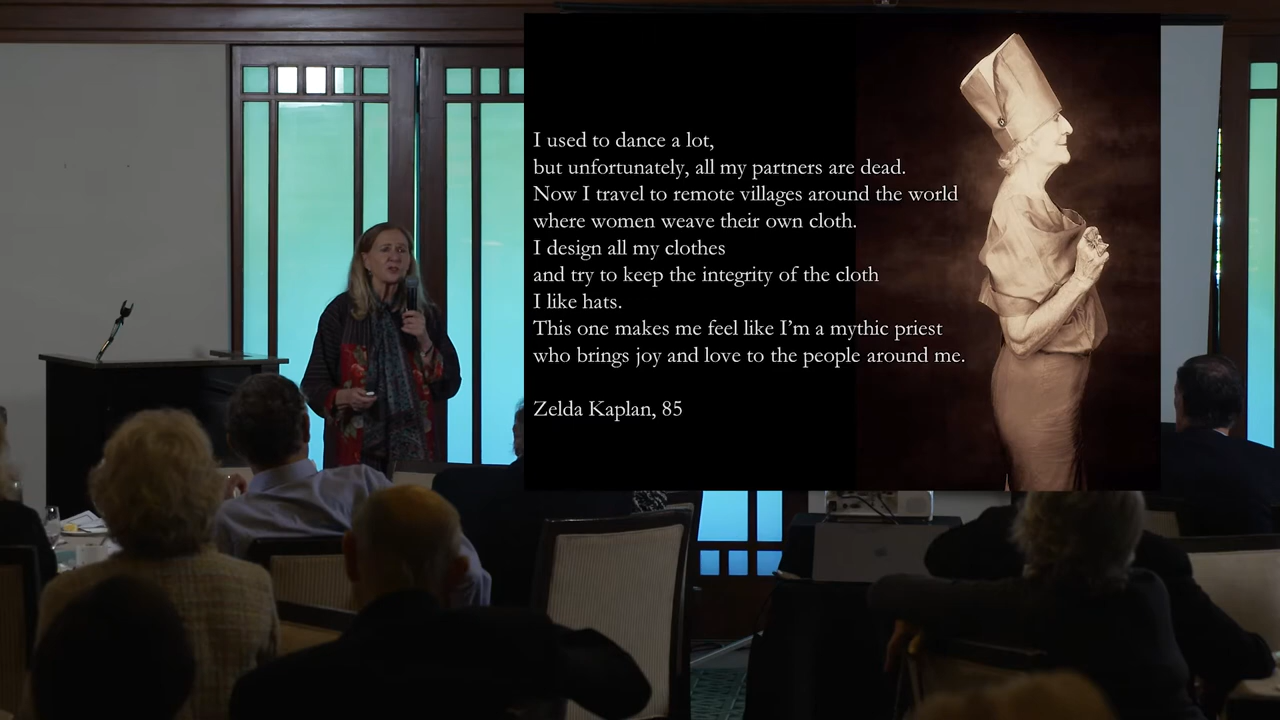 I used to dance a lot,
but unfortunately, all my partners are dead.
Now I travel to remote villages around the world
where women weave their own cloth.
I design all my clothes
and try to keep the integrity of the cloth
I like hats.
This one makes me feel like I'm a mythic priest
who brings joy and love to the people around me.
Zelda Kaplan, 85